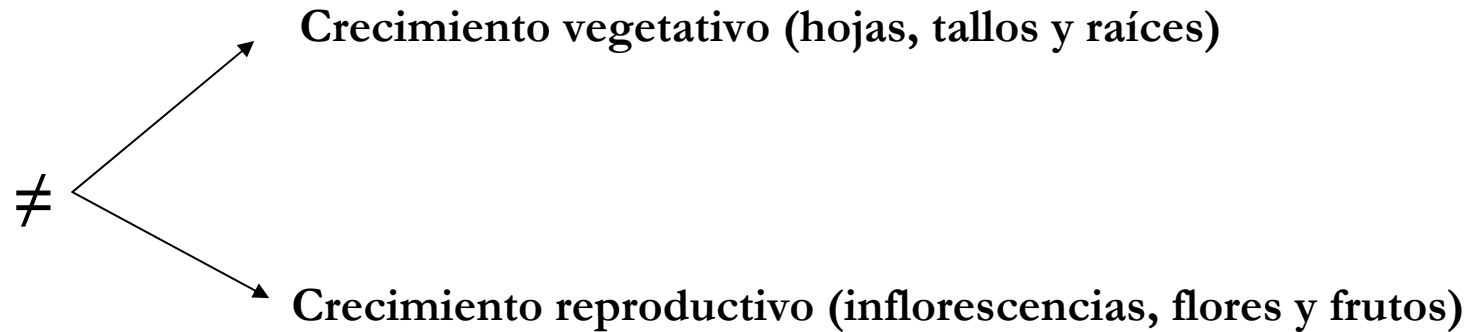 Crecimiento vegetativo (hojas, tallos y raíces)
≠
Crecimiento reproductivo (inflorescencias, flores y frutos)